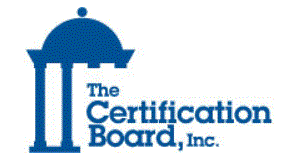 The
Certification
Board, Inc.